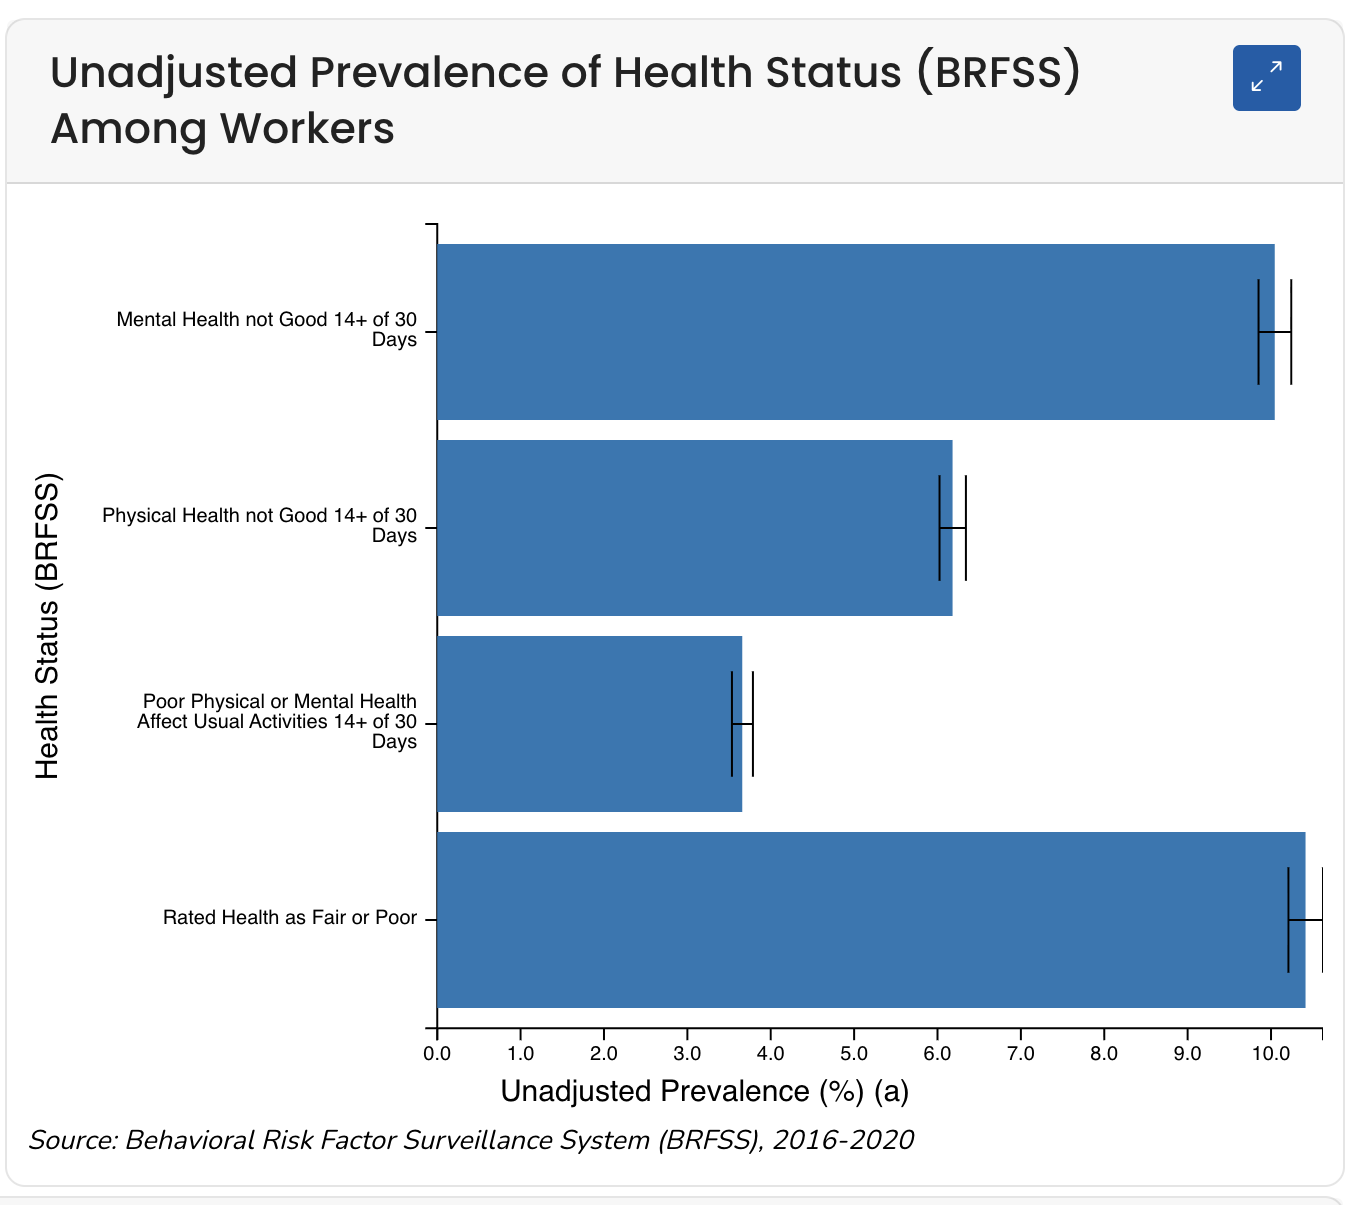 Unadjusted Prevalence of Health Status (BRFSS)
Among Workers
Health Status (BRFSS)
Mental Health not Good 14+ of 30
Days
Physical Health not Good 14+ of 30
Days
Poor Physical or Mental Health
Affect Usual Activities 14+ of 30
Days
Rated Health as Fair or Poor
0.0 1.0 2.0 3.0 4.0 5.0 6.0 7.0 8.0 9.0 10.0
Unadjusted Prevalence (%) (a)
Source: Behavioral Risk Factor Surveillance System (BRFSS), 2016-2020